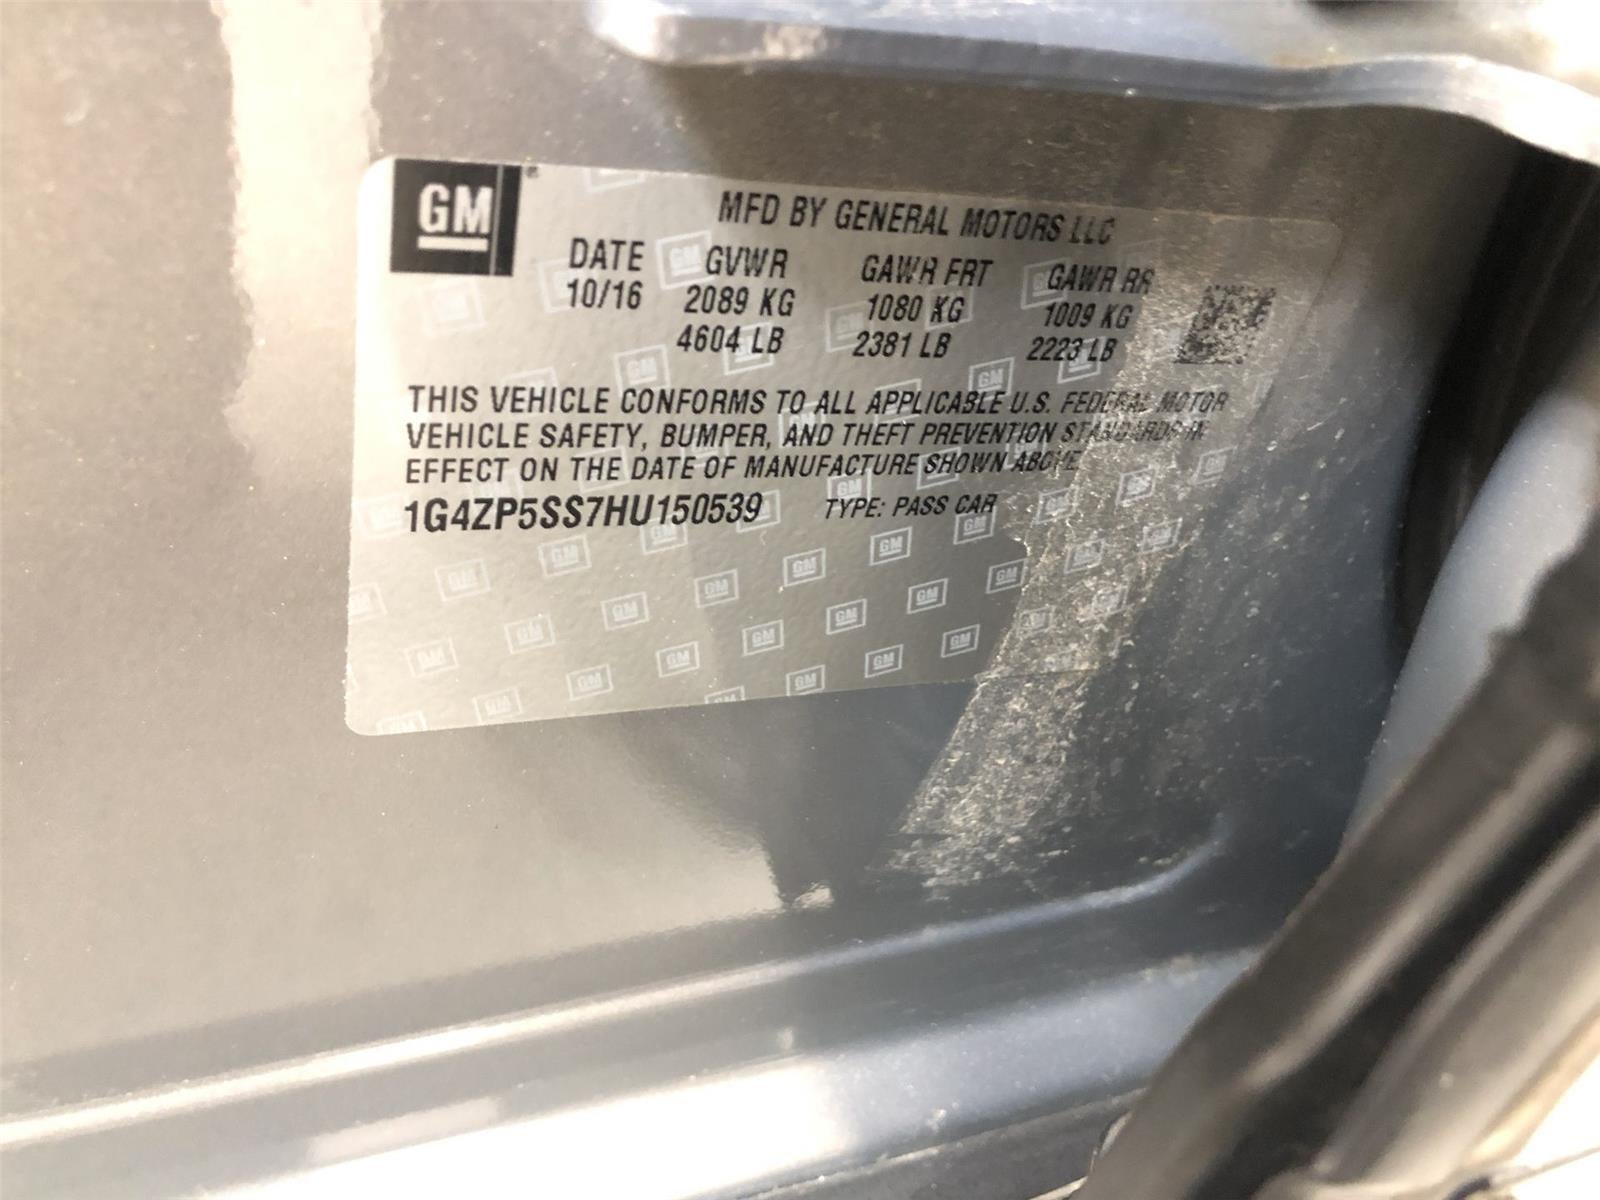 GM
MFD BY GENERAL MOTORS LLC
DATE GVWR GAWR FRT GAWR RR
10/16 2089 KG 1080 KG 1009 KG
4604 LB 2381 LB 2223 LB
THIS VEHICLE CONFORMS TO ALL APPLICABLE U.S. FEDERAL MOTOR
VEHICLE SAFETY, BUMPER, AND THEFT PREVENTION STANDARDS IN
EFFECT ON THE DATE OF MANUFACTURE SHOWN ABOVE
1G4ZP5SS7HU150539 TYPE: PASS CAR